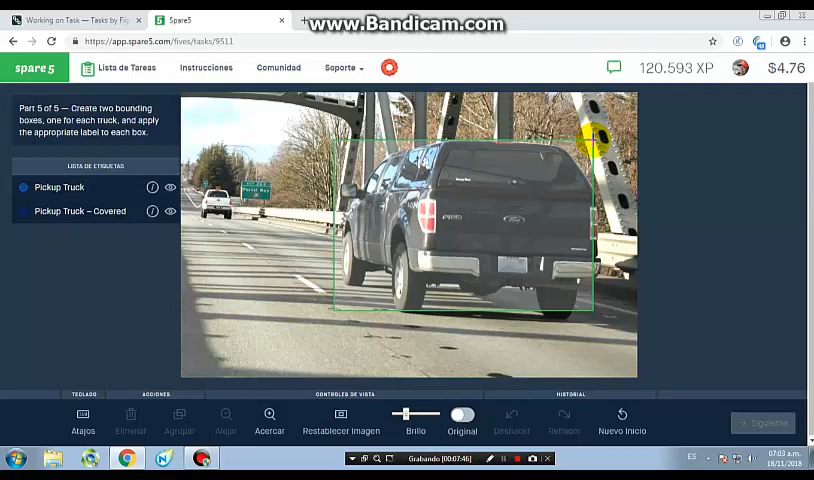 www.Bandicam.com
Working on Task — Tasks by Fig
Spare5
https://app.spare5.com/fives/tasks/9511
spare5
Lista de Tareas
Instrucciones
Comunidad
Soporte
120.593 XP
$4.76
Part 5 of 5 — Create two bounding
boxes, one for each truck, and apply
the appropriate label to each box.
LISTA DE ETIQUETAS
Pickup Truck
Pickup Truck – Covered
Portal Way
TECLADO
ACCIONES
CONTROLES DE VISTA
HISTORIAL
Atajos
Eliminar
Agrupar
Alejar
Acercar
Restablecer Imagen
Brillo
Original
Deshacer
Rehacer
Nuevo Inicio
Siguiente
Grabando [00:07:46]
ES
07:03 a.m.
18/11/2018